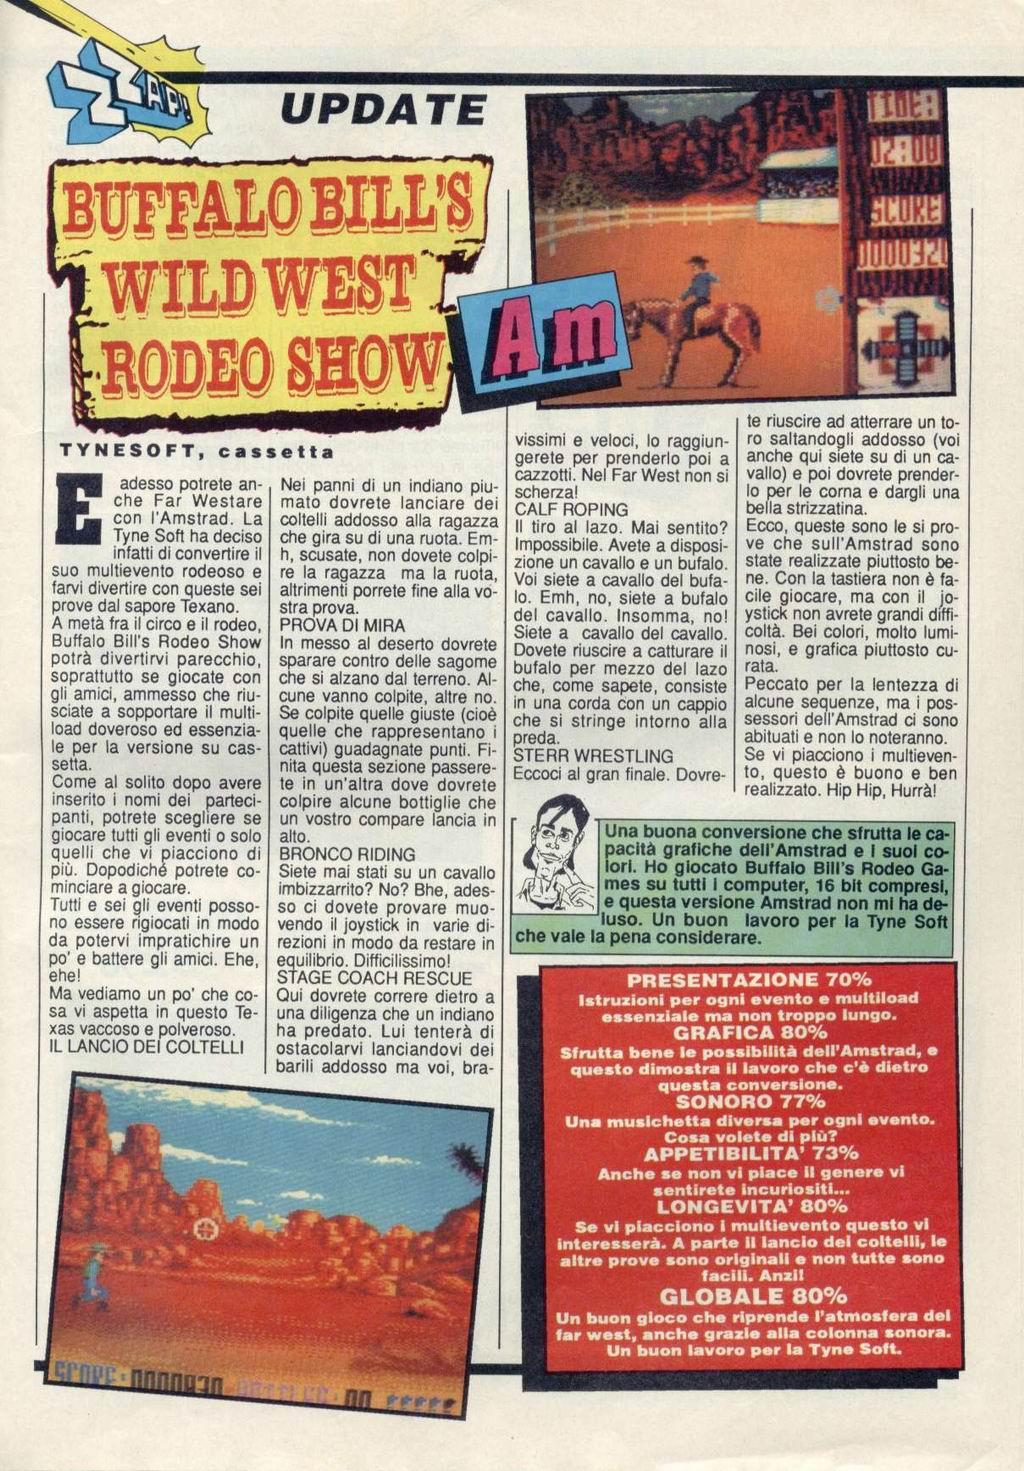 ZZAP!
UPDATE
BUFFALO BILL'S
WILD WEST
RODEO SHOW
Am
TIME:
02:08
SCORE
000032
TYNESOFT, cassetta
E adesso potrete an-
che Far Westare
con l'Amstrad. La
Tyne Soft ha deciso
infatti di convertire il
suo multievento rodeoso e
farvi divertire con queste sei
prove dal sapore Texano.
A metà fra il circo e il rodeo,
Buffalo Bill's Rodeo Show
potrà divertirvi parecchio,
soprattutto se giocate con
gli amici, ammesso che riu-
sciate a sopportare il multi-
load doveroso ed essenzia-
le per la versione su cas-
setta.
Come al solito dopo avere
inserito i nomi dei parteci-
panti, potrete scegliere se
giocare tutti gli eventi o solo
quelli che vi piacciono di
più. Dopodiché potrete co-
minciare a giocare.
Tutti e sei gli eventi posso-
no essere rigiocati in modo
da potervi impratichire un
po' e battere gli amici. Ehe,
ehe!
Ma vediamo un po' che co-
sa vi aspetta in questo Te-
xas vaccoso e polveroso.
IL LANCIO DEI COLTELLI
Nei panni di un indiano piu-
mato dovrete lanciare dei
coltelli addosso alla ragazza
che gira su di una ruota. Em-
h, scusate, non dovete colpi-
re la ragazza ma la ruota,
altrimenti porrete fine alla vo-
stra prova.
PROVA DI MIRA
In messo al deserto dovrete
sparare contro delle sagome
che si alzano dal terreno. Al-
cune vanno colpite, altre no.
Se colpite quelle giuste (cioè
quelle che rappresentano i
cattivi) guadagnate punti. Fi-
nita questa sezione passere-
te in un'altra dove dovrete
colpire alcune bottiglie che
un vostro compare lancia in
alto.
BRONCO RIDING
Siete mai stati su un cavallo
imbizzarrito? No? Bhe, ades-
so ci dovete provare muo-
vendo il joystick in varie di-
rezioni in modo da restare in
equilibrio. Difficilissimo!
STAGE COACH RESCUE
Qui dovrete correre dietro a
una diligenza che un indiano
ha predato. Lui tenterà di
ostacolarvi lanciandovi dei
barili addosso ma voi, bra-
vissimi e veloci, lo raggiun-
gerete per prenderlo poi a
cazzotti. Nel Far West non si
scherza!
CALF ROPING
Il tiro al lazo. Mai sentito?
Impossibile. Avete a disposi-
zione un cavallo e un bufalo.
Voi siete a cavallo del bufa-
lo. Emh, no, siete a bufalo
del cavallo. Insomma, no!
Siete a cavallo del cavallo.
Dovete riuscire a catturare il
bufalo per mezzo del lazo
che, come sapete, consiste
in una corda con un cappio
che si stringe intorno alla
preda.
STERR WRESTLING
Eccoci al gran finale. Dovre-
te riuscire ad atterrare un to-
ro saltandogli addosso (voi
anche qui siete su di un ca-
vallo) e poi dovrete prender-
lo per le corna e dargli una
bella strizzatina.
Ecco, queste sono le si pro-
ve che sull'Amstrad sono
state realizzate piuttosto be-
ne. Con la tastiera non è fa-
cile giocare, ma con il jo-
ystick non avrete grandi diffi-
coltà. Bei colori, molto lumi-
nosi, e grafica piuttosto cu-
rata.
Peccato per la lentezza di
alcune sequenze, ma i pos-
sessori dell'Amstrad ci sono
abituati e non lo noteranno.
Se vi piacciono i multieven-
to, questo è buono e ben
realizzato. Hip Hip, Hurrà!
Una buona conversione che sfrutta le ca-
pacità grafiche dell'Amstrad e i suoi co-
lori. Ho giocato Buffalo Bill's Rodeo Ga-
mes su tutti i computer, 16 bit compresi,
e questa versione Amstrad non mi ha de-
luso. Un buon lavoro per la Tyne Soft
che vale la pena considerare.
PRESENTAZIONE 70%
Istruzioni per ogni evento e multiload
essenziale ma non troppo lungo.
GRAFICA 80%
Sfrutta bene le possibilità dell'Amstrad, e
questo dimostra il lavoro che c'è dietro
questa conversione.
SONORO 77%
Una musichetta diversa per ogni evento.
Cosa volete di più?
APPETIBILITA' 73%
Anche se non vi piace il genere vi
sentirete incuriositi...
LONGEVITA' 80%
Se vi piacciono i multievento questo vi
interesserà. A parte il lancio dei coltelli, le
altre prove sono originali e non tutte sono
facili. Anzi!
GLOBALE 80%
Un buon gioco che riprende l'atmosfera del
far west, anche grazie alla colonna sonora.
Un buon lavoro per la Tyne Soft.
SCORE:0000930 BOTTLES:00